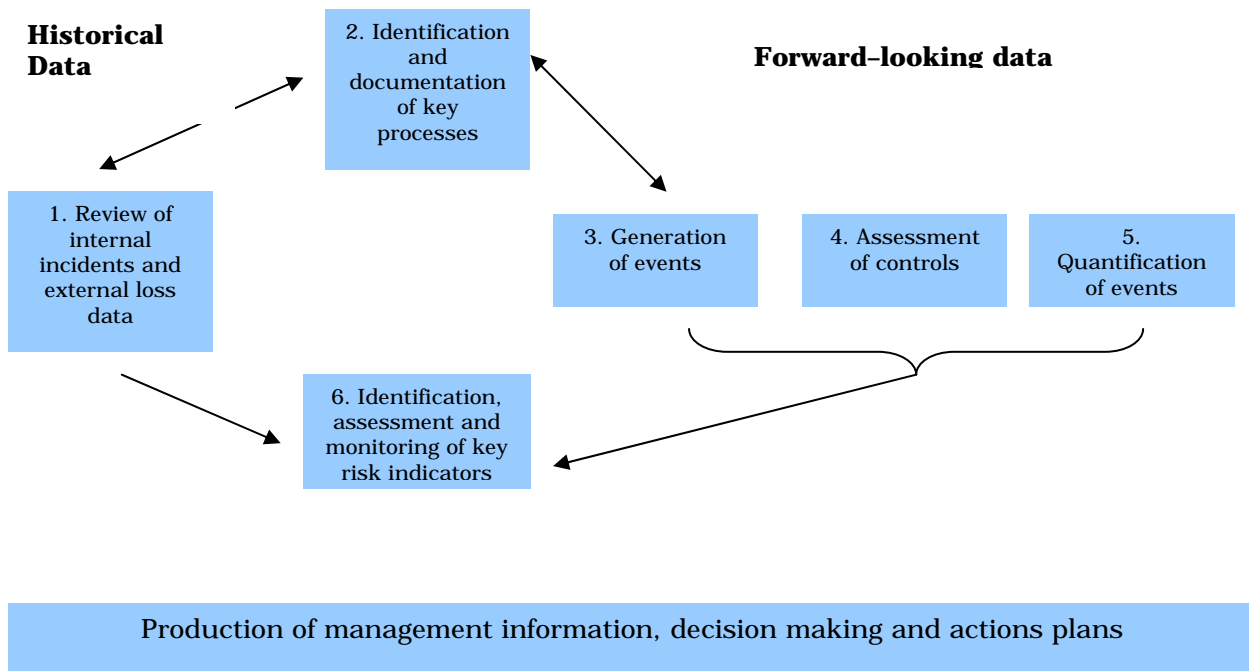 Historical
Data
2. Identification
and
documentation
of key
processes
Forward-looking data
1. Review of
internal
incidents and
external loss
data
3. Generation
of events
4. Assessment
of controls
5.
Quantification
of events
6. Identification,
assessment and
monitoring of key
risk indicators
Production of management information, decision making and actions plans